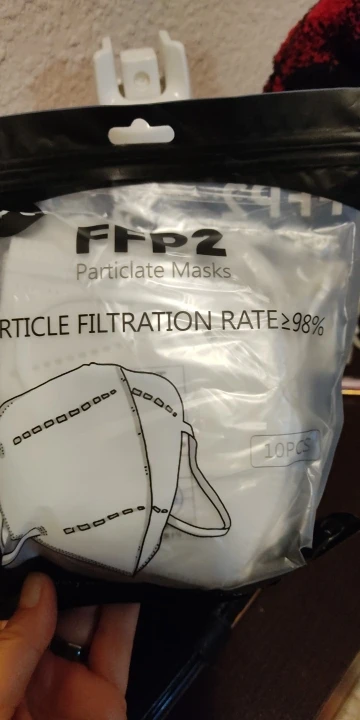 FFP2
Particlate Masks
RTICLE FILTRATION RATE≥98%
10PCS